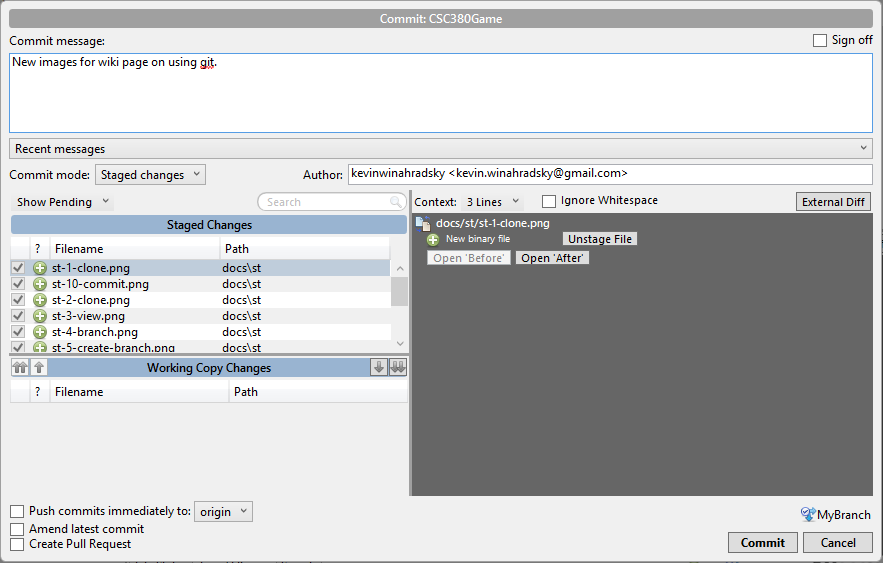 Commit: CSC380Game
Commit message:
Sign off
New images for wiki page on using git.
Recent messages
Commit mode: Staged changes
Author: kevinwinahradsky <kevin.winahradsky@gmail.com>
Show Pending
Search
Context: 3 Lines
Ignore Whitespace
External Diff
Staged Changes
? Filename Path
st-1-clone.png docs\st
st-10-commit.png docs\st
st-2-clone.png docs\st
st-3-view.png docs\st
st-4-branch.png docs\st
st-5-create-branch.png docs\st
docs/st/st-1-clone.png
New binary file
Unstage File
Open 'Before' Open 'After'
Working Copy Changes
? Filename Path
Push commits immediately to: origin
Amend latest commit
Create Pull Request
MyBranch
Commit Cancel